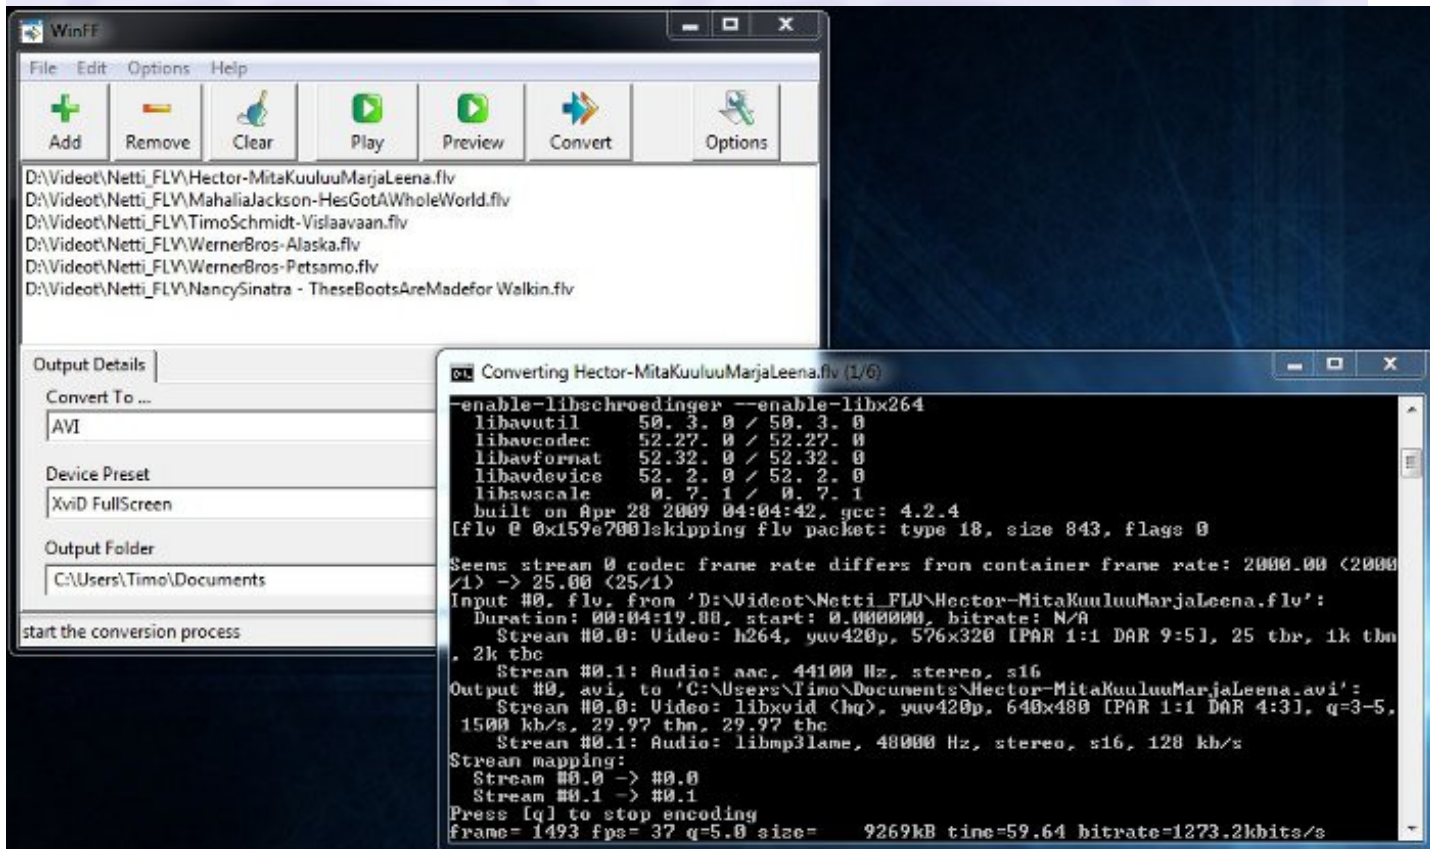 WinFF
File Edit Options Help
Add Remove Clear Play Preview Convert Options
D:\Videot\Netti_FLV\Hector-MitaKuuluuMarjaLeena.flv
D:\Videot\Netti_FLV\MahaliaJackson-HesGotAWholeWorld.flv
D:\Videot\Netti_FLV\TimoSchmidt-Vislaavaan.flv
D:\Videot\Netti_FLV\WernerBros-Alaska.flv
D:\Videot\Netti_FLV\WernerBros-Petsamo.flv
D:\Videot\Netti_FLV\NancySinatra - TheseBootsAreMadefor Walkin.flv
Output Details
Convert To ...
AVI
Device Preset
XviD FullScreen
Output Folder
C:\Users\Timo\Documents
start the conversion process
Converting Hector-MitaKuuluuMarjaLeena.flv (1/6)
-enable-libschroedinger --enable-libx264
libavutil 50. 3. 0 / 50. 3. 0
libavcodec 52.27. 0 / 52.27. 0
libavformat 52.32. 0 / 52.32. 0
libavdevice 52. 2. 0 / 52. 2. 0
libswscale 0. 7. 1 / 0. 7. 1
built on Apr 28 2009 04:04:42, gcc: 4.2.4
[flv @ 0x159e700]skipping flv packet: type 18, size 843, flags 0
Seems stream 0 codec frame rate differs from container frame rate: 2000.00 (2000
/1) -> 25.00 (25/1)
Input #0, flv, from 'D:\Videot\Netti_FLV\Hector-MitaKuuluuMarjaLeena.flv':
Duration: 00:04:19.88, start: 0.000000, bitrate: N/A
Stream #0.0: Video: h264, yuv420p, 576x320 [PAR 1:1 DAR 9:5], 25 tbr, 1k tbn
, 2k tbc
Stream #0.1: Audio: aac, 44100 Hz, stereo, s16
Output #0, avi, to 'C:\Users\Timo\Documents\Hector-MitaKuuluuMarjaLeena.avi':
Stream #0.0: Video: libxvid (hq), yuv420p, 640x480 [PAR 1:1 DAR 4:3], q=3-5,
1500 kb/s, 29.97 tbn, 29.97 tbc
Stream #0.1: Audio: libmp3lame, 48000 Hz, stereo, s16, 128 kb/s
Stream mapping:
Stream #0.0 -> #0.0
Stream #0.1 -> #0.1
Press [q] to stop encoding
frame= 1493 fps= 37 q=5.0 size= 9269kB time=59.64 bitrate=1273.2kbits/s